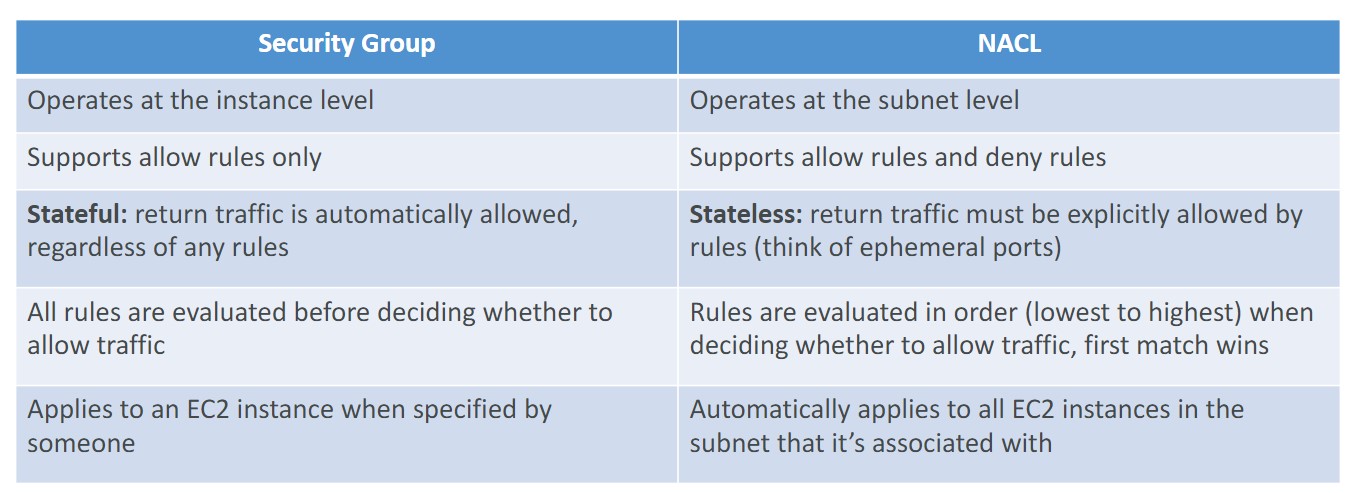 Security Group
NACL
Operates at the instance level
Operates at the subnet level
Supports allow rules only
Supports allow rules and deny rules
Stateful: return traffic is automatically allowed,
regardless of any rules
Stateless: return traffic must be explicitly allowed by
rules (think of ephemeral ports)
All rules are evaluated before deciding whether to
allow traffic
Rules are evaluated in order (lowest to highest) when
deciding whether to allow traffic, first match wins
Applies to an EC2 instance when specified by
someone
Automatically applies to all EC2 instances in the
subnet that it’s associated with